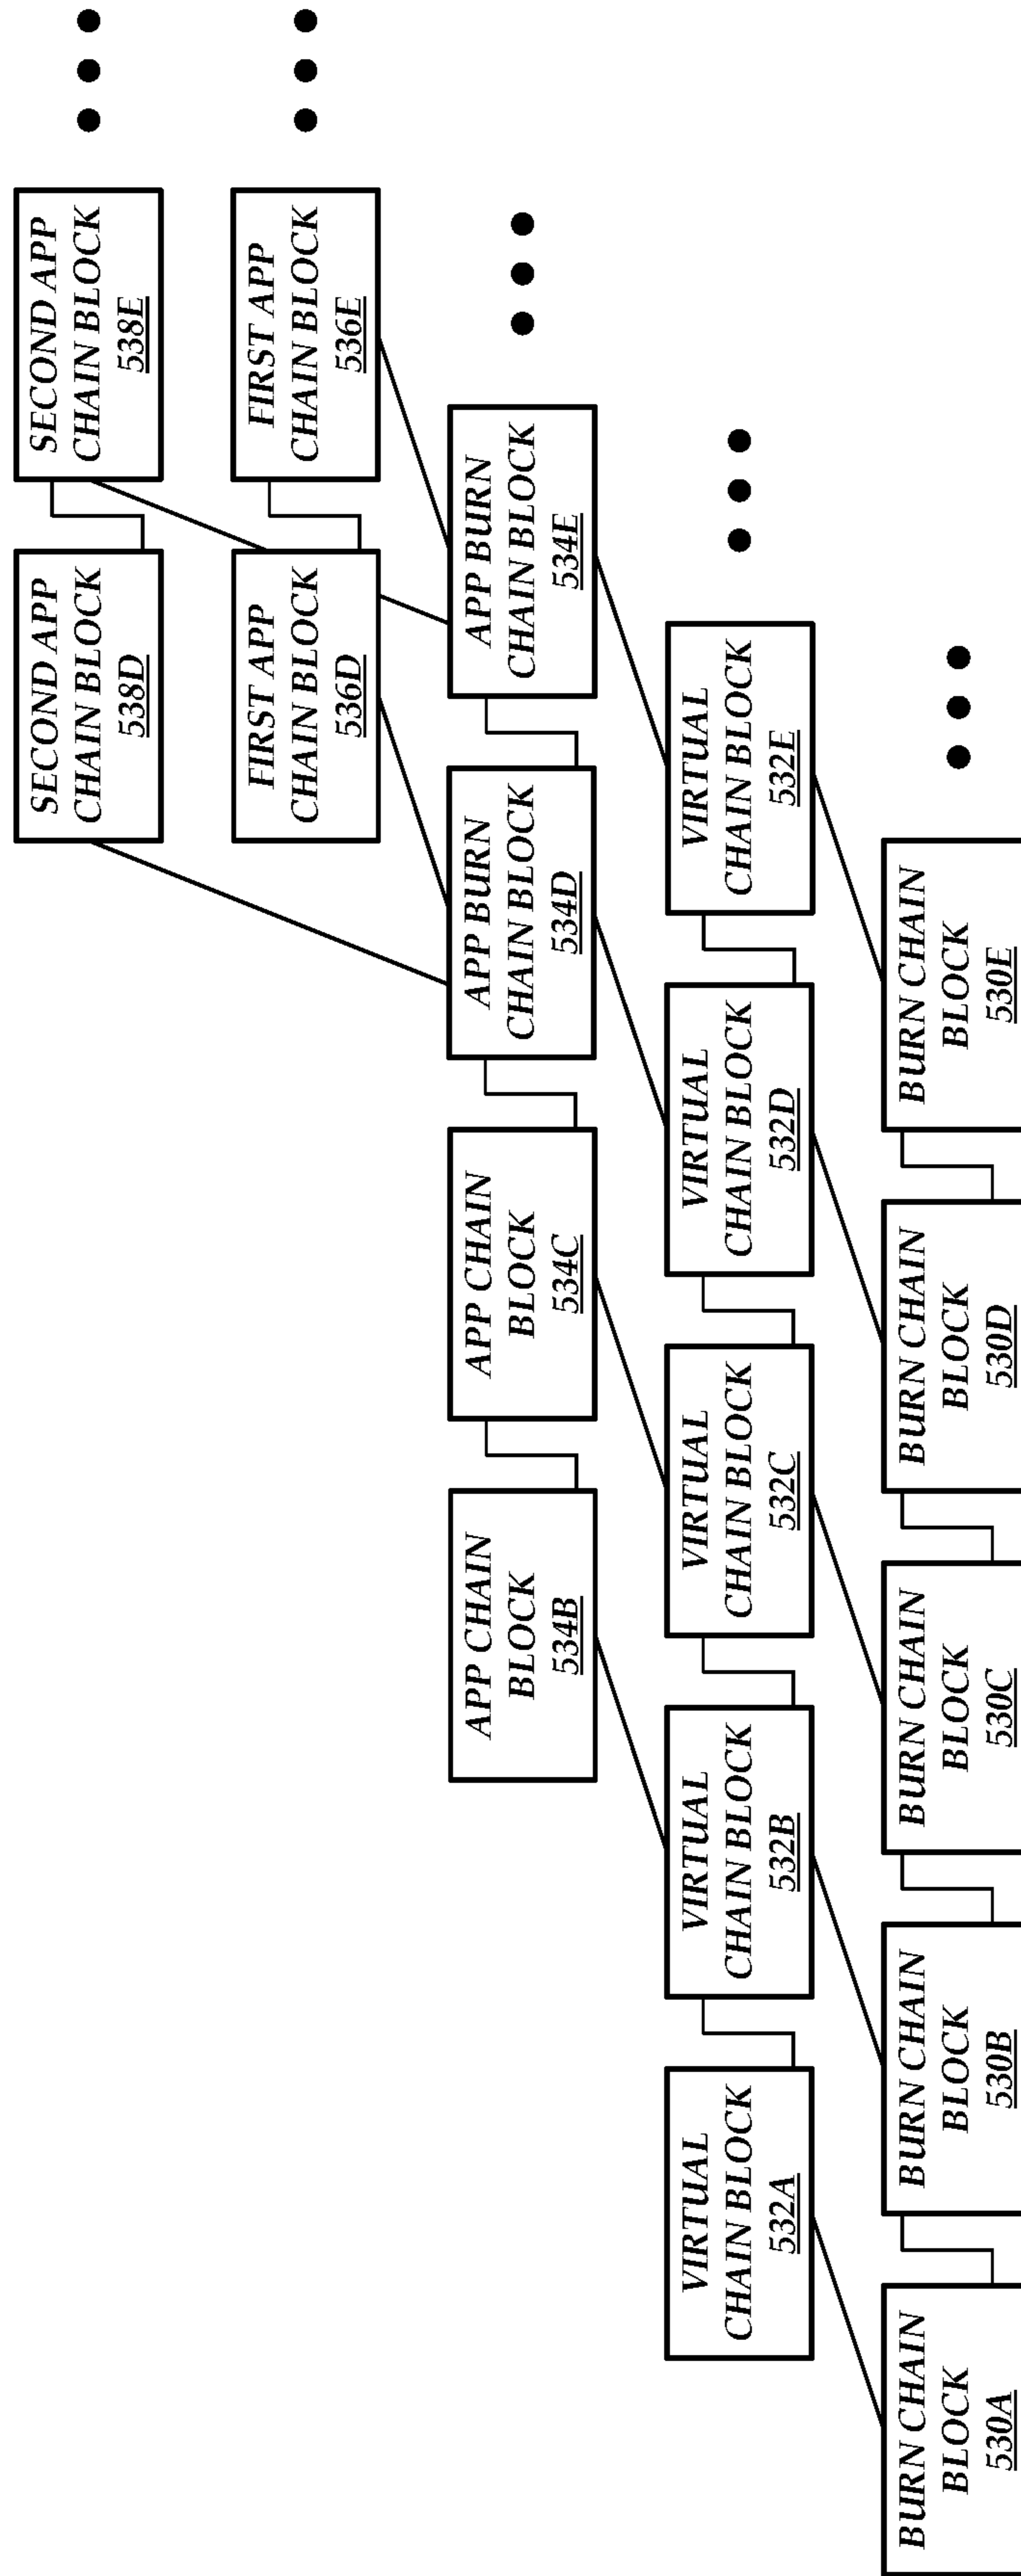 SECOND APP
CHAIN BLOCK
538D
SECOND APP
CHAIN BLOCK
538E
FIRST APP
CHAIN BLOCK
536D
FIRST APP
CHAIN BLOCK
536E
APP CHAIN
BLOCK
534B
APP CHAIN
BLOCK
534C
APP BURN
CHAIN BLOCK
534D
APP BURN
CHAIN BLOCK
534E
VIRTUAL
CHAIN BLOCK
532A
VIRTUAL
CHAIN BLOCK
532B
VIRTUAL
CHAIN BLOCK
532C
VIRTUAL
CHAIN BLOCK
532D
VIRTUAL
CHAIN BLOCK
532E
BURN CHAIN
BLOCK
530A
BURN CHAIN
BLOCK
530B
BURN CHAIN
BLOCK
530C
BURN CHAIN
BLOCK
530D
BURN CHAIN
BLOCK
530E